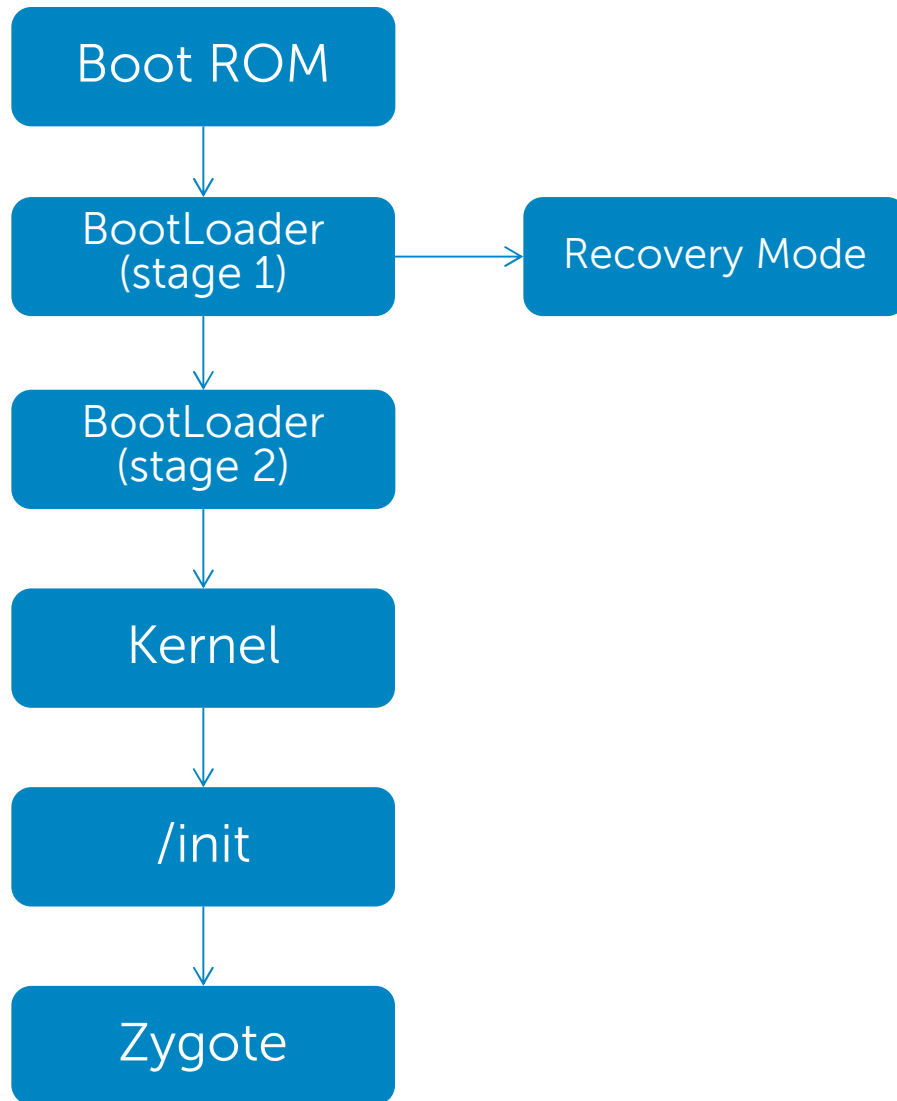 Boot ROM
BootLoader
(stage 1)
Recovery Mode
BootLoader
(stage 2)
Kernel
/init
Zygote